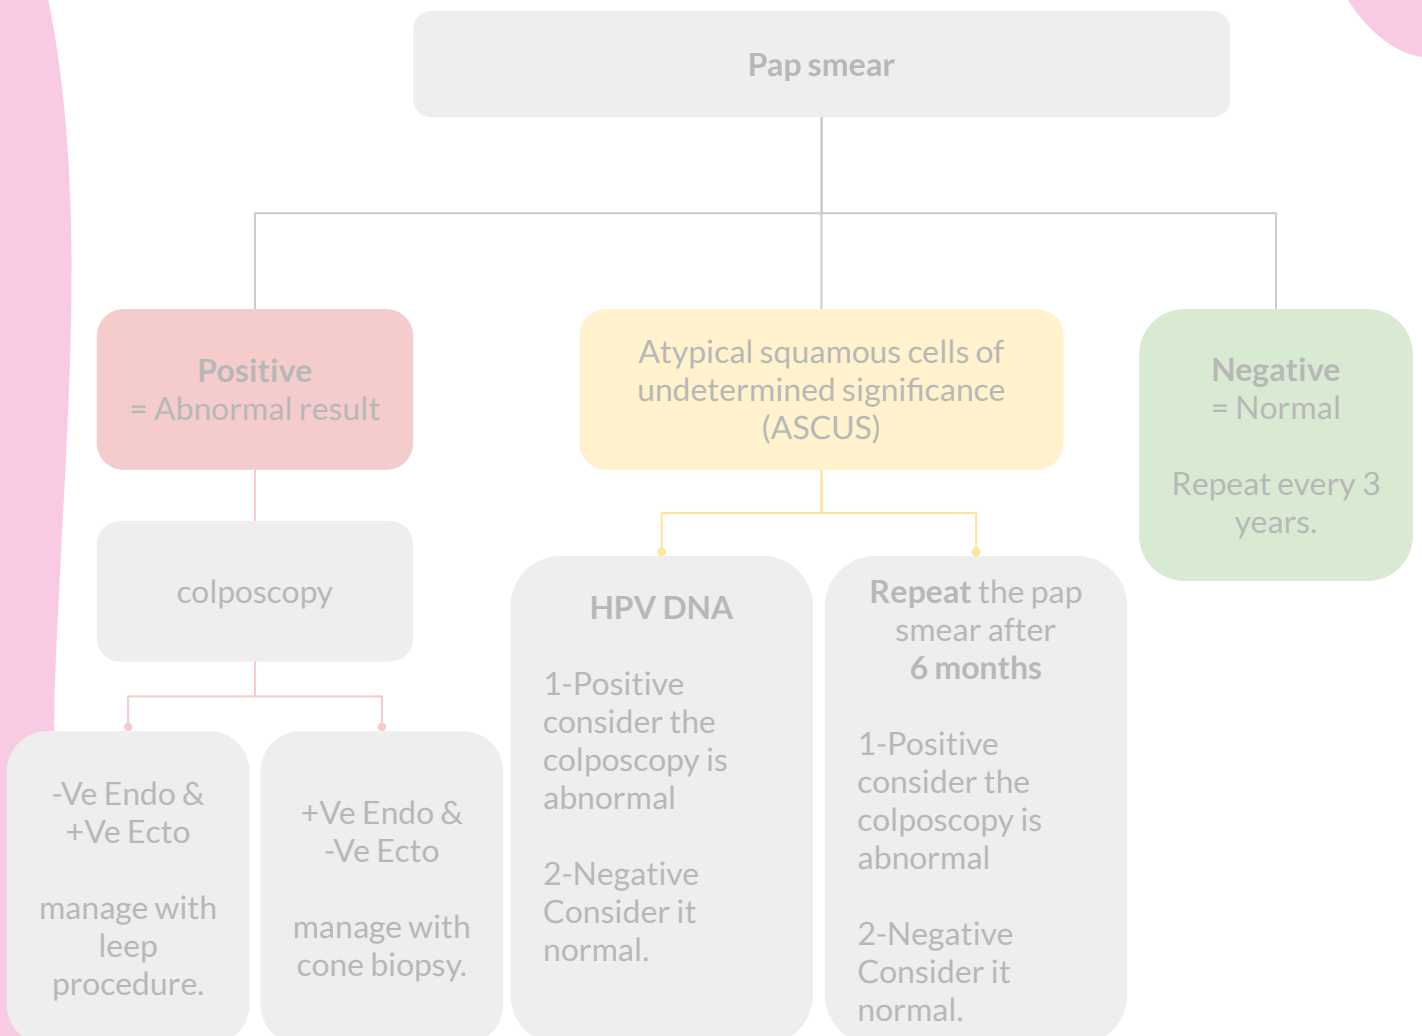 Pap smear
Positive
= Abnormal result
Atypical squamous cells of
undetermined significance
(ASCUS)
Negative
= Normal
Repeat every 3
years.
colposcopy
-Ve Endo &
+Ve Ecto
manage with
leep
procedure.
+Ve Endo &
-Ve Ecto
manage with
cone biopsy.
HPV DNA
1-Positive
consider the
colposcopy is
abnormal
2-Negative
Consider it
normal.
Repeat the pap
smear after
6 months
1-Positive
consider the
colposcopy is
abnormal
2-Negative
Consider it
normal.